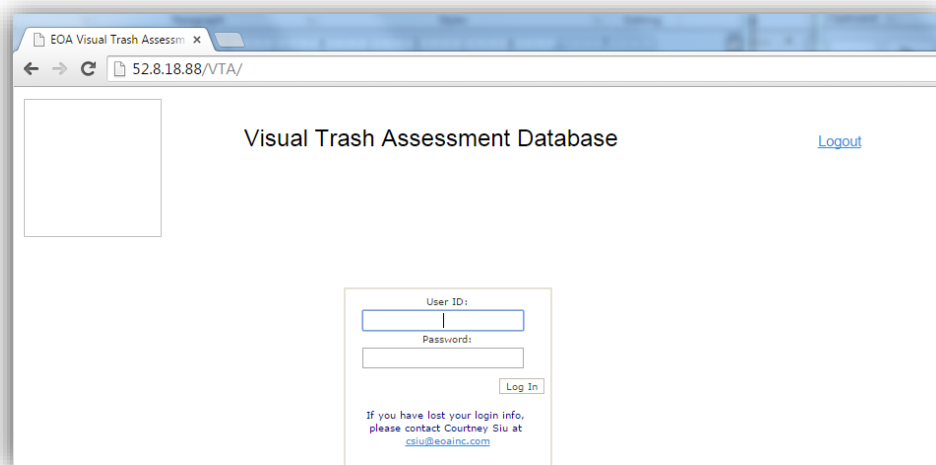 EOA Visual Trash Assessm
52.8.18.88/VTA/
Visual Trash Assessment Database
Logout
User ID:
Password:
Log In
If you have lost your login info,
please contact Courtney Siu at
csiu@eoainc.com